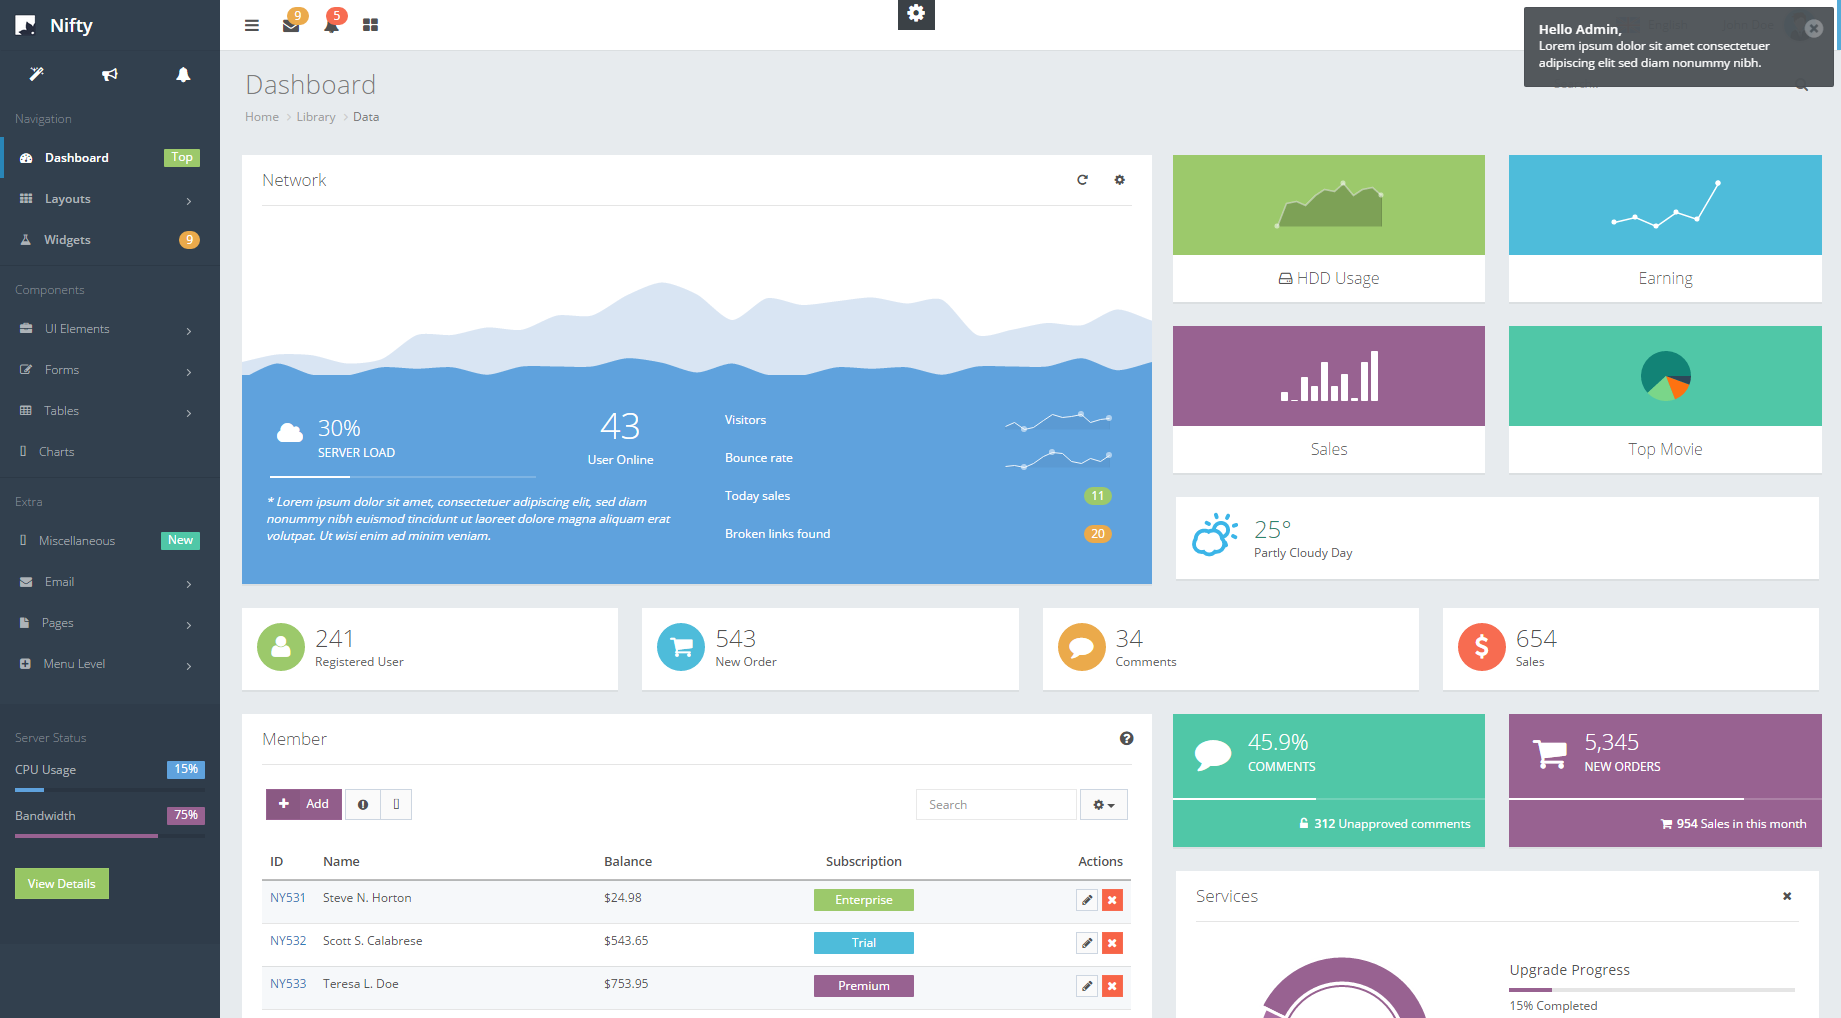 Nifty
9
5
Hello Admin,
Lorem ipsum dolor sit amet consectetuer
adipiscing elit sed diam nonummy nibh.
Navigation
Dashboard
Top
Layouts
Widgets
9
Components
UI Elements
Forms
Tables
Charts
Extra
Miscellaneous
New
Email
Pages
Menu Level
Server Status
CPU Usage
15%
Bandwidth
75%
View Details
Dashboard
Home > Library > Data
Network
30%
SERVER LOAD
43
User Online
* Lorem ipsum dolor sit amet, consectetuer adipiscing elit, sed diam
nonummy nibh euismod tincidunt ut laoreet dolore magna aliquam erat
volutpat. Ut wisi enim ad minim veniam.
Visitors
Bounce rate
Today sales
11
Broken links found
20
HDD Usage
Earning
Sales
Top Movie
25°
Partly Cloudy Day
241
Registered User
543
New Order
34
Comments
654
Sales
Member
Add
Search
ID Name Balance Subscription Actions
NY531 Steve N. Horton $24.98 Enterprise
NY532 Scott S. Calabrese $543.65 Trial
NY533 Teresa L. Doe $753.95 Premium
45.9%
COMMENTS
312 Unapproved comments
5,345
NEW ORDERS
954 Sales in this month
Services
Upgrade Progress
15% Completed